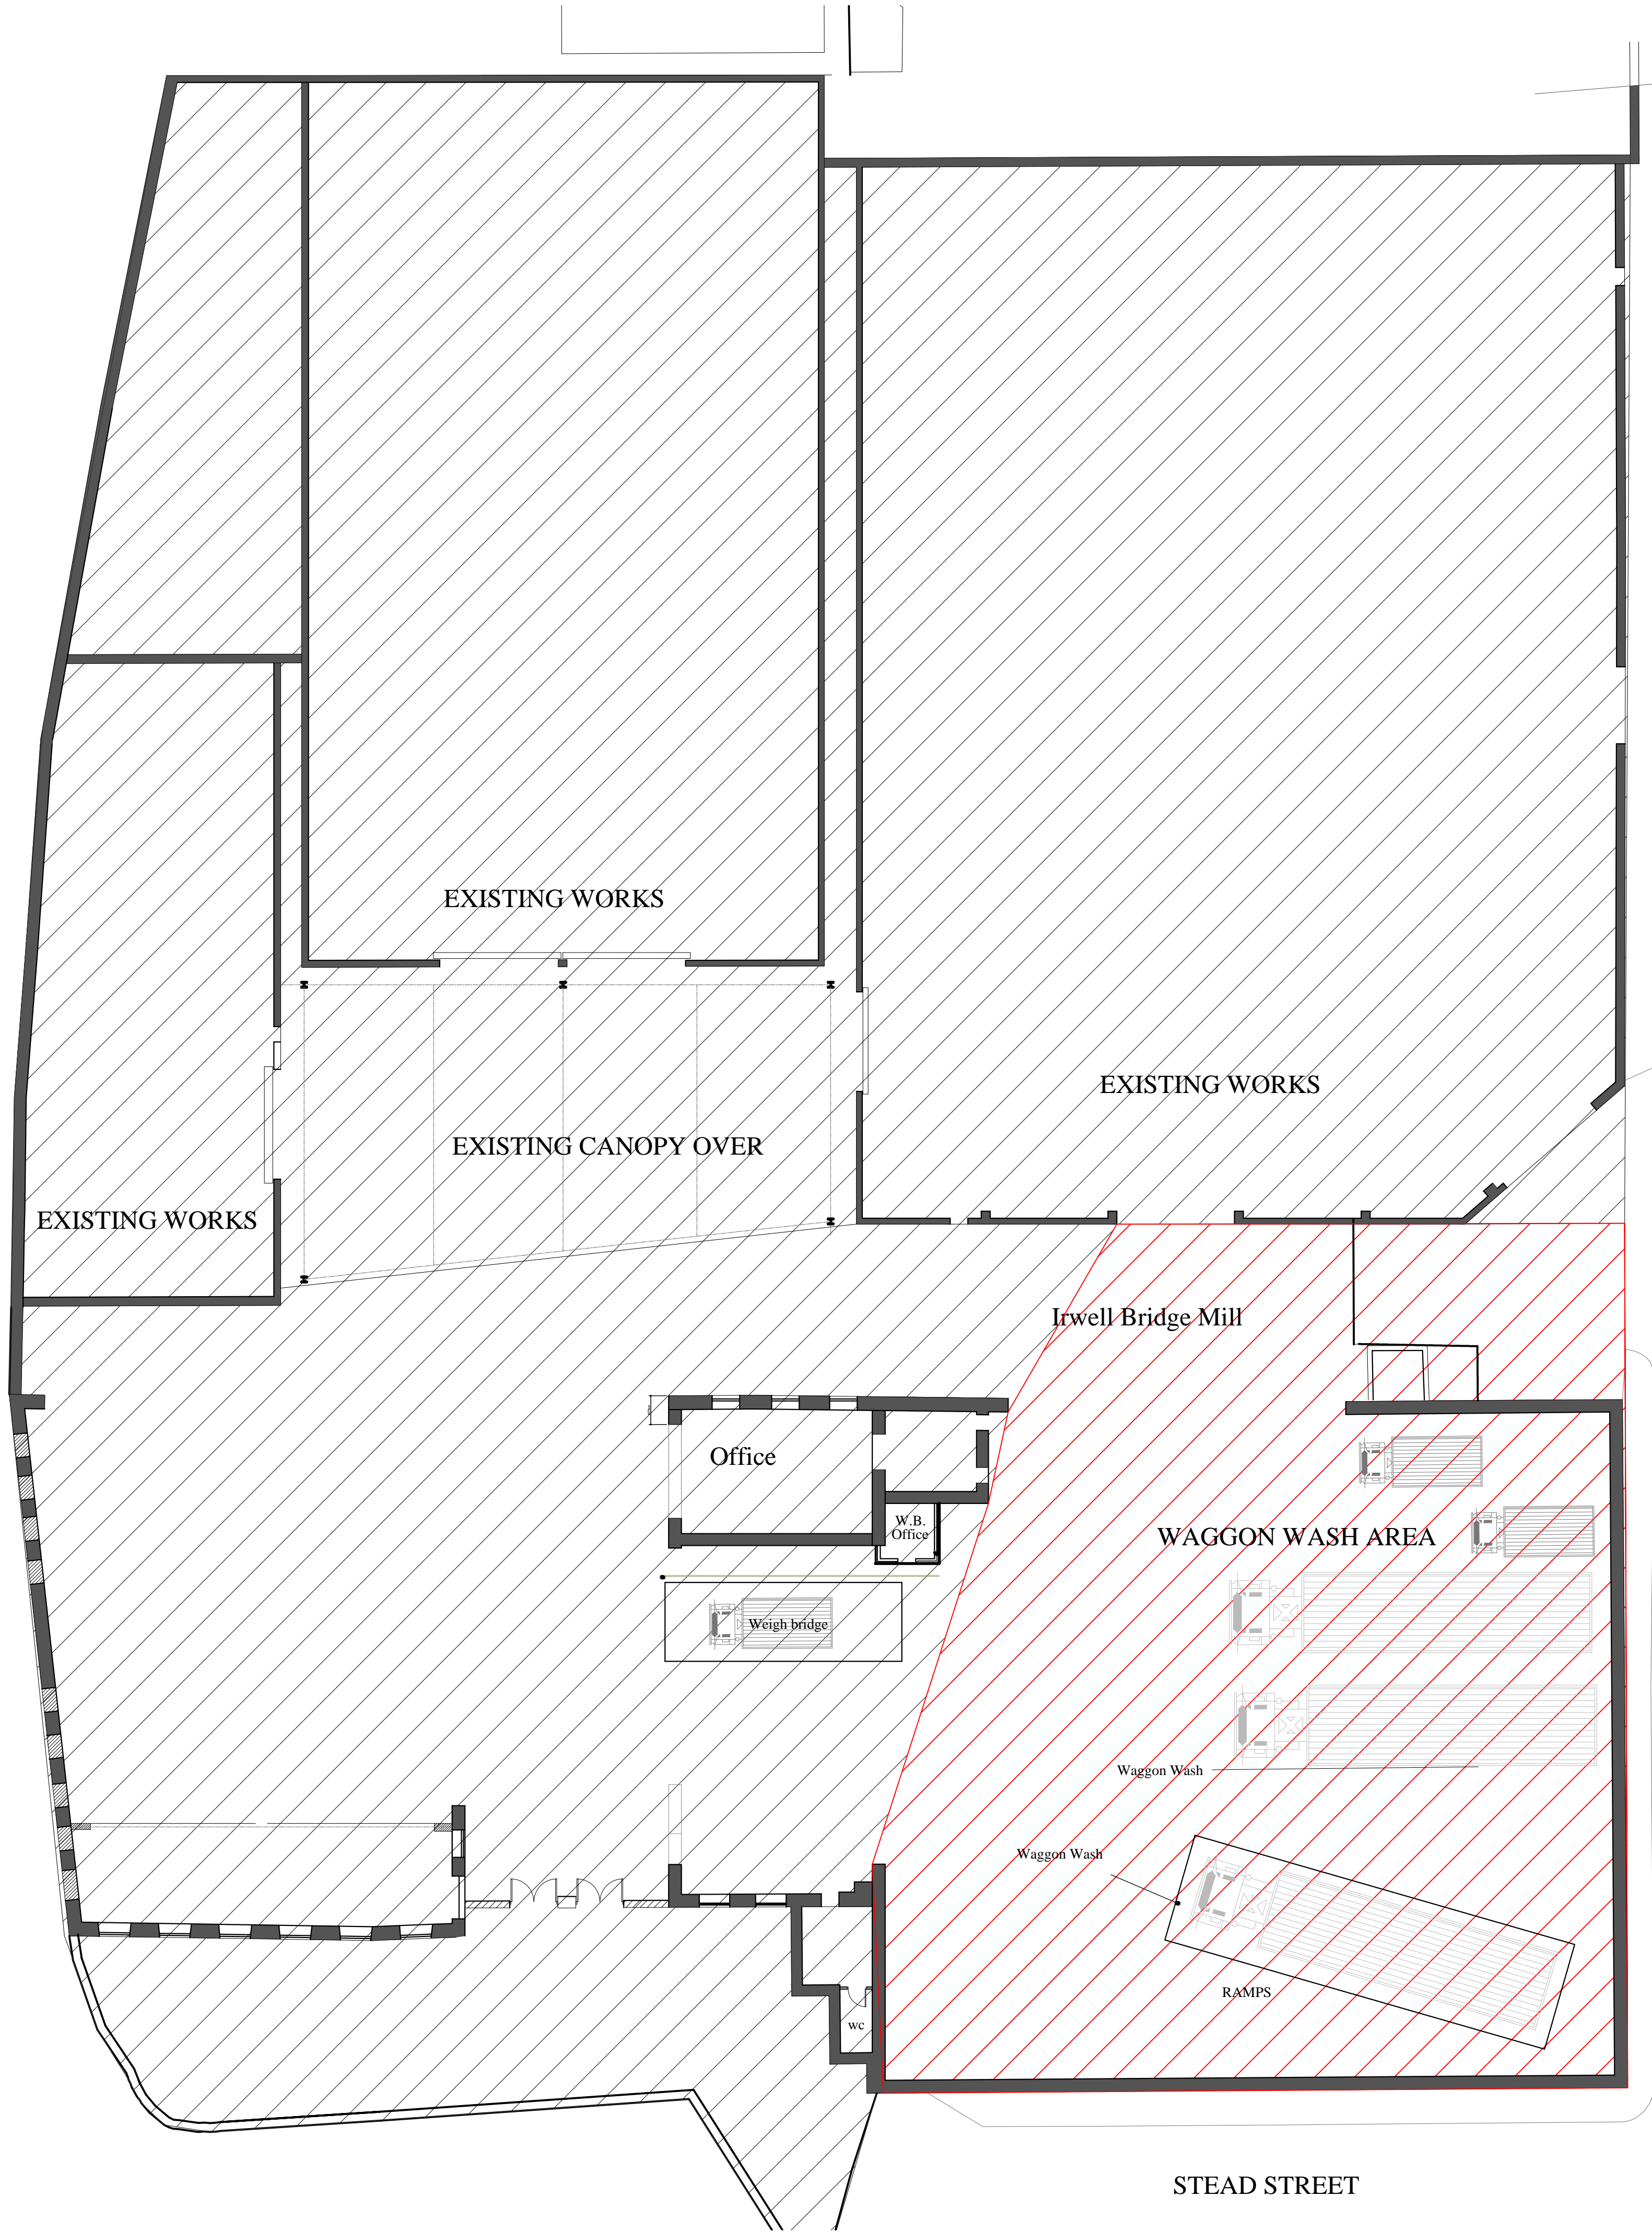 EXISTING WORKS
EXISTING WORKS
EXISTING CANOPY OVER
EXISTING WORKS
Irwell Bridge Mill
Office
W.B.
Office
WAGGON WASH AREA
Weigh bridge
Waggon Wash
Waggon Wash
RAMPS
wc
STEAD STREET